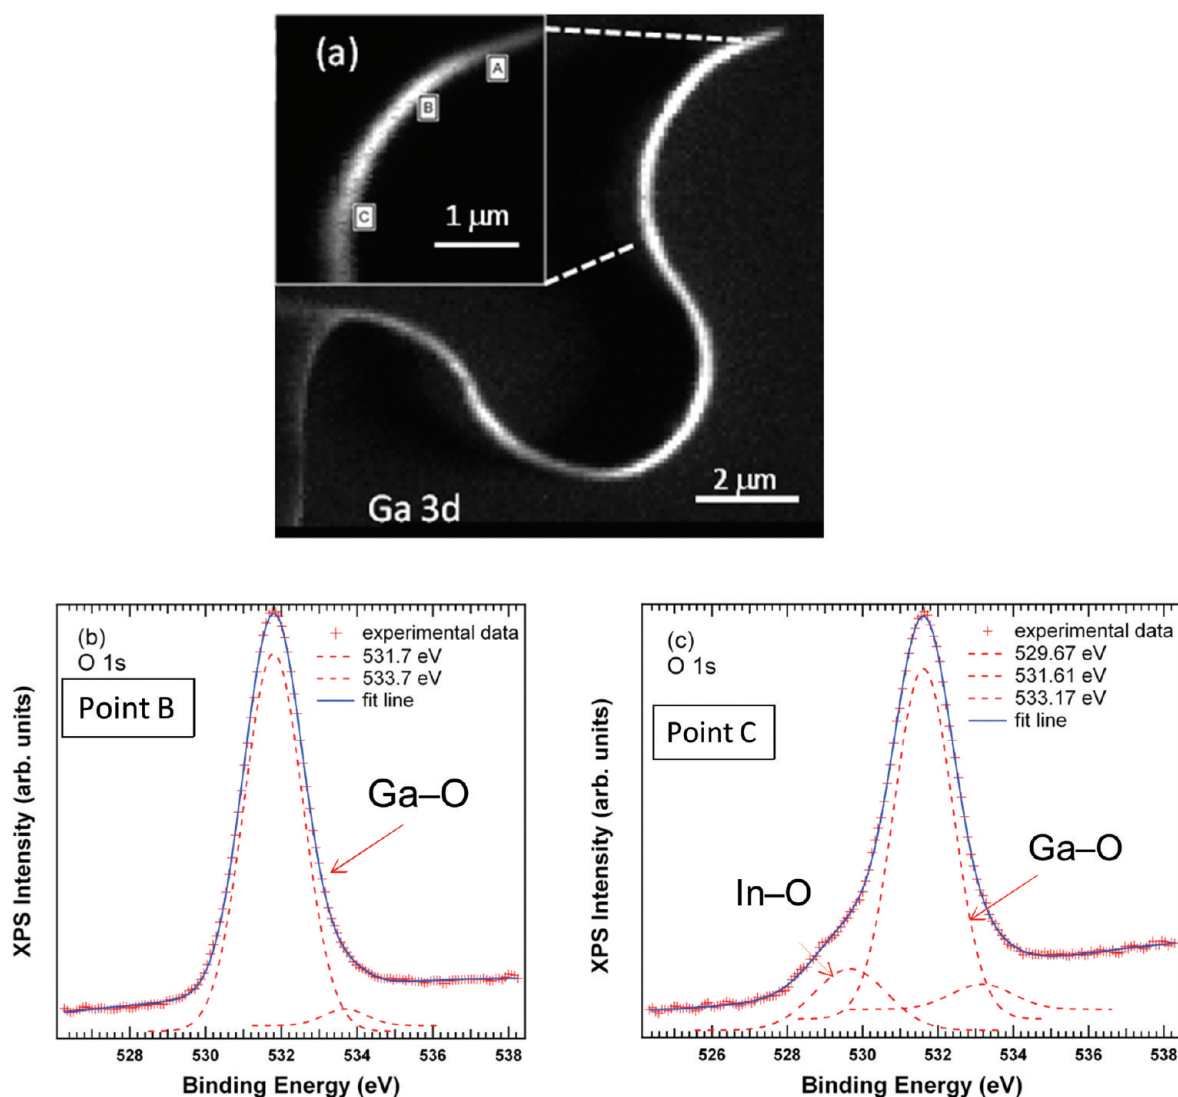 (a)
A
B
C
1 μm
2 μm
Ga 3d
(b)
O 1s
Point B
experimental data
531.7 eV
533.7 eV
fit line
Ga–O
XPS Intensity (arb. units)
528 530 532 534 536 538
Binding Energy (eV)
(c)
O 1s
Point C
experimental data
529.67 eV
531.61 eV
533.17 eV
fit line
In–O
Ga–O
XPS Intensity (arb. units)
526 528 530 532 534 536 538
Binding Energy (eV)